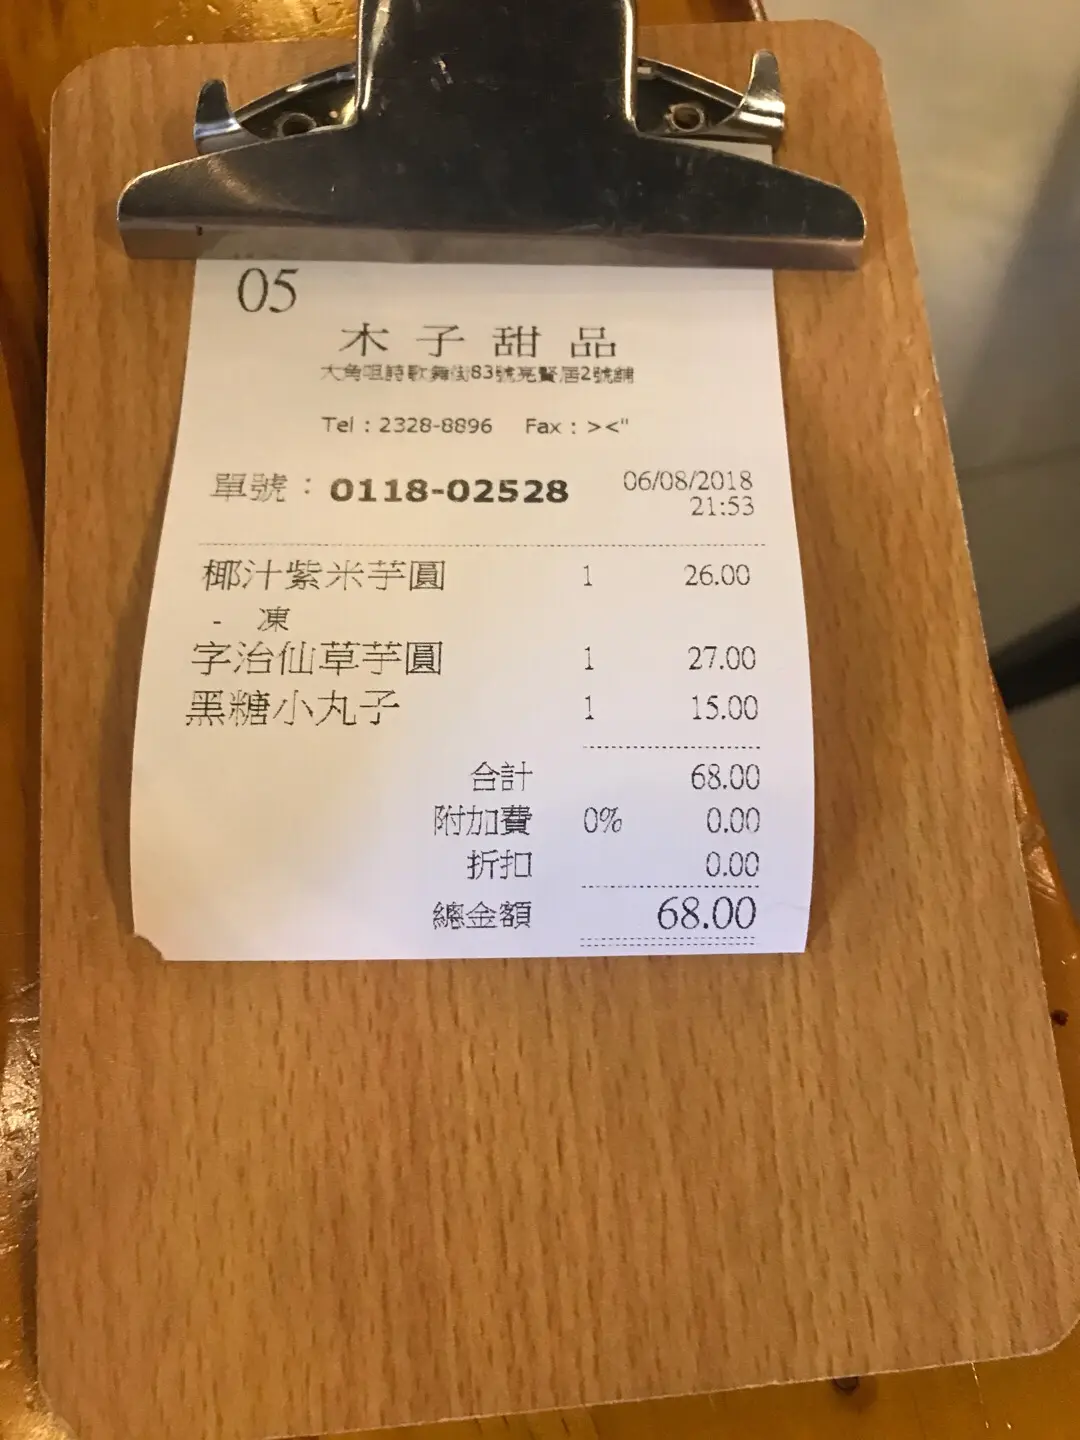 05
木子甜品
大角咀詩歌舞街83號亮賢居2號舖
Tel : 2328-8896 Fax : ><"
單號： 0118-02528 06/08/2018
21:53
椰汁紫米芋圓 1 26.00
- 凍
字治仙草芋圓 1 27.00
黑糖小丸子 1 15.00
合計 68.00
附加費 0% 0.00
折扣 0.00
總金額 68.00